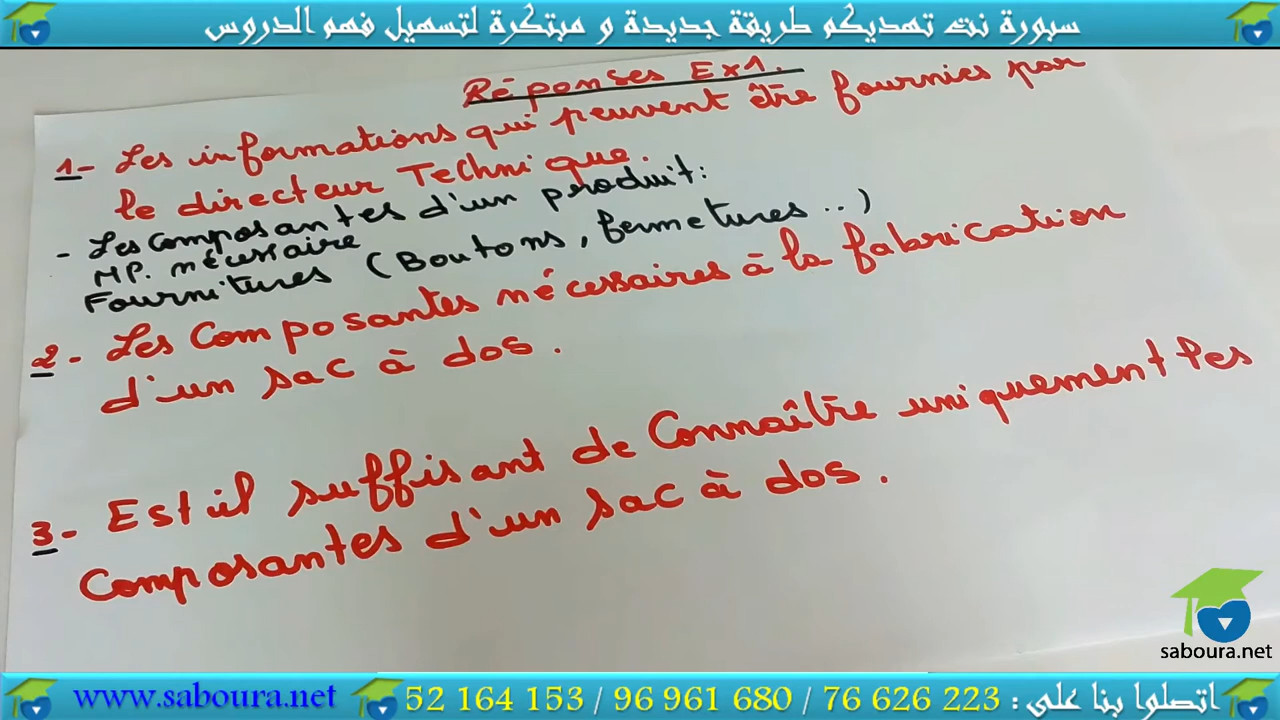 سبورة نت تهديكم طريقة جديدة و مبتكرة لتسهيل فهم الدروس
Réponses Ex1.
1- Les informations qui peuvent être fournies par
le directeur Technique.
- Les composantes d'un produit:
MP. nécessaire
Fournitures (Boutons, fermetures ..)
2- Les Composantes nécessaires à la fabrication
d'un sac à dos.
3- Est il suffisant de Connaître uniquement les
Composantes d'un sac à dos.
saboura.net
www.saboura.net 52 164 153 / 96 961 680 / 76 626 223 : اتصلوا بنا على